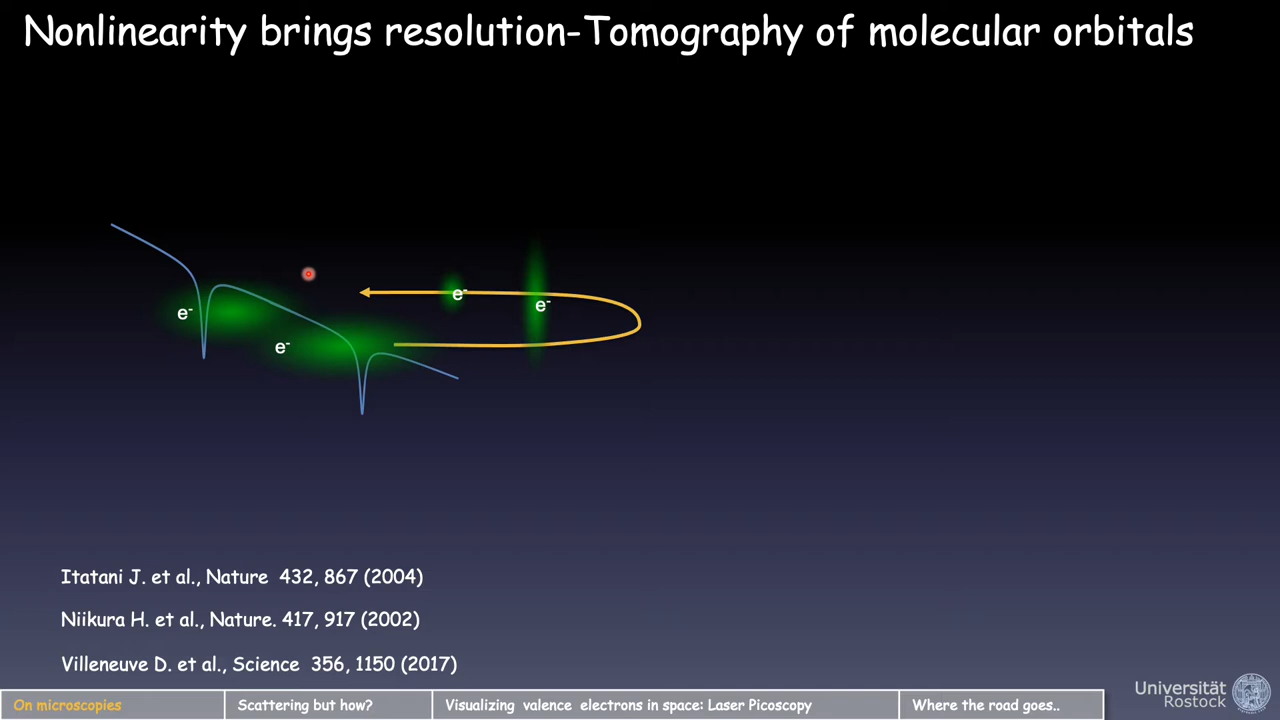 Nonlinearity brings resolution-Tomography of molecular orbitals
e-
e-
e-
e-
Itatani J. et al., Nature 432, 867 (2004)
Niikura H. et al., Nature. 417, 917 (2002)
Villeneuve D. et al., Science 356, 1150 (2017)
On microscopies
Scattering but how?
Visualizing valence electrons in space: Laser Picoscopy
Where the road goes..
Universität
Rostock